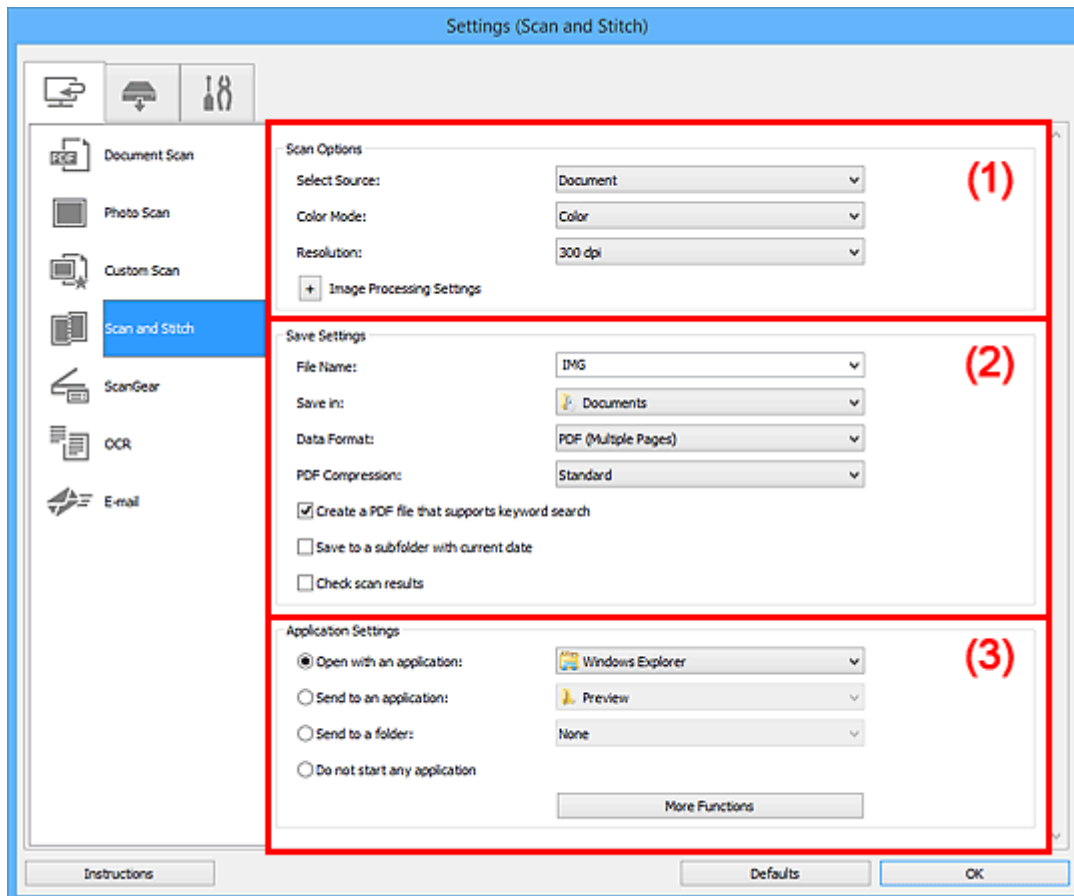 Settings (Scan and Stitch)
PDF
Document Scan
Photo Scan
Custom Scan
Scan and Stitch
ScanGear
OCR
E-mail
Scan Options
(1)
Select Source: Document
Color Mode: Color
Resolution: 300 dpi
+ Image Processing Settings
Save Settings
(2)
File Name: IMG
Save in: Documents
Data Format: PDF (Multiple Pages)
PDF Compression: Standard
Create a PDF file that supports keyword search
Save to a subfolder with current date
Check scan results
Application Settings
(3)
Open with an application: Windows Explorer
Send to an application: Preview
Send to a folder: None
Do not start any application
More Functions
Instructions Defaults OK